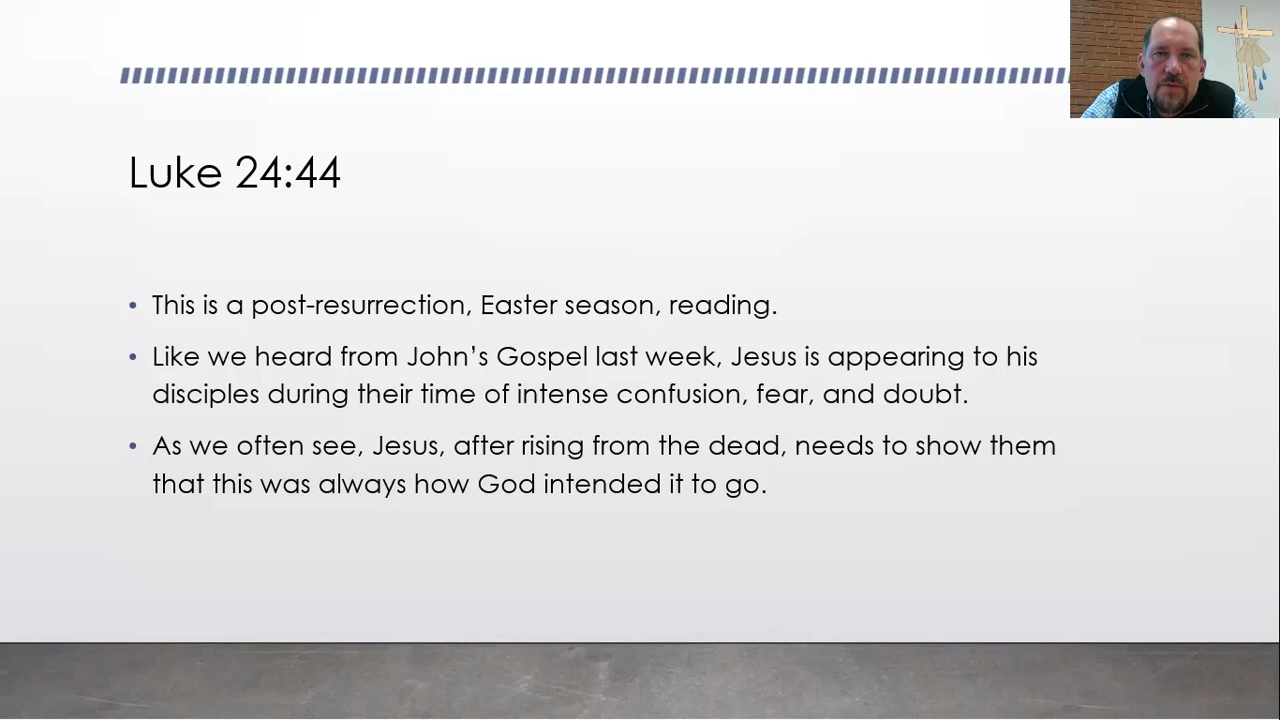 Luke 24:44
• This is a post-resurrection, Easter season, reading.
• Like we heard from John’s Gospel last week, Jesus is appearing to his
disciples during their time of intense confusion, fear, and doubt.
• As we often see, Jesus, after rising from the dead, needs to show them
that this was always how God intended it to go.